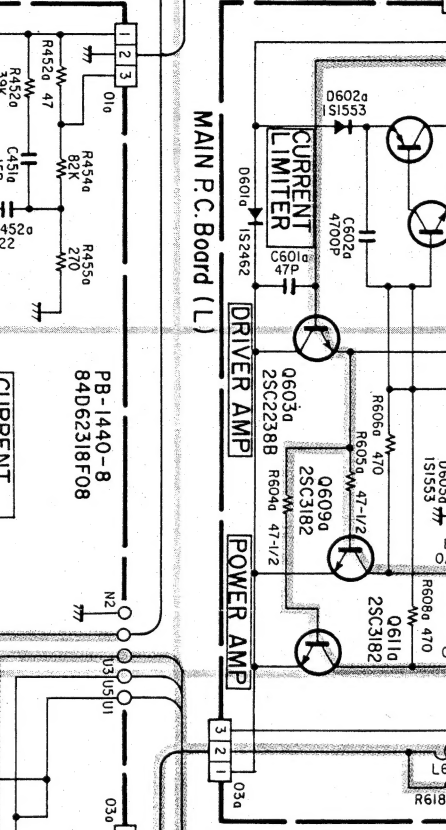 1
2
3
01a
R452a 47
R452a
39K
C451a
R454a
82K
452a
22
R455a
270
MAIN P.C. Board (L)
PB-1440-8
84D62318F08
CURRENT
N2
U3
U5
U1
03a
D602a
1S1553
CURRENT
LIMITER
D601a
1S2462
C602a
4700P
C601a
47P
DRIVER AMP
Q603a
2SC2238B
R606a 470
R605a 47-1/2
Q609a
2SC3182
R604a 47-1/2
1S1553
POWER AMP
Q611a
2SC3182
R608a 470
3
2
1
03a
L6
R618